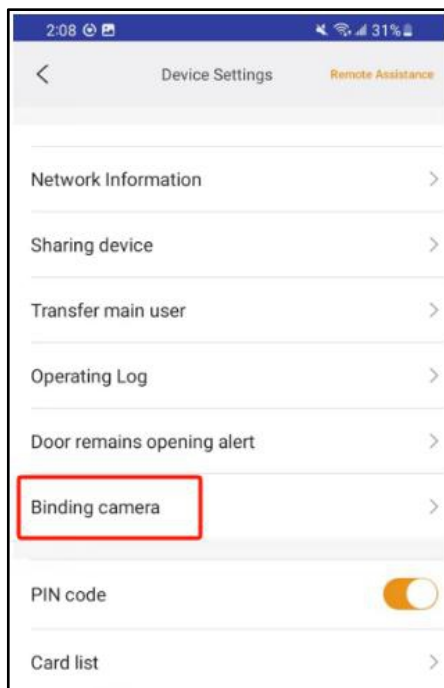 2:08 31%
Device Settings Remote Assistance
Network Information
Sharing device
Transfer main user
Operating Log
Door remains opening alert
Binding camera
PIN code
Card list